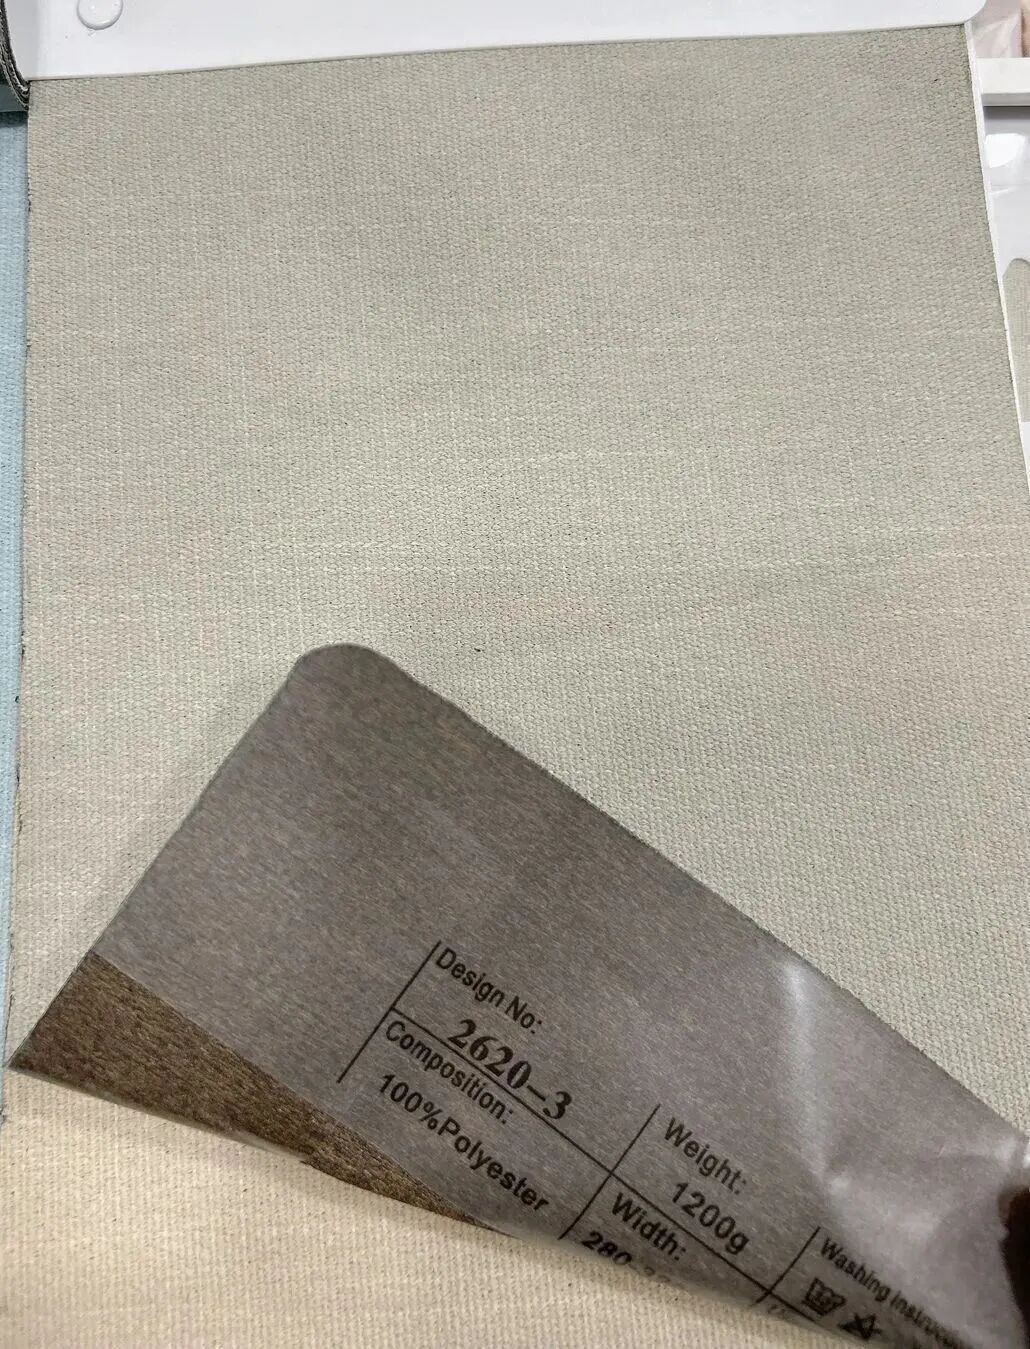 Design No:
2620-3
Composition:
100%Polyester
Weight:
1200g
Width:
Washing